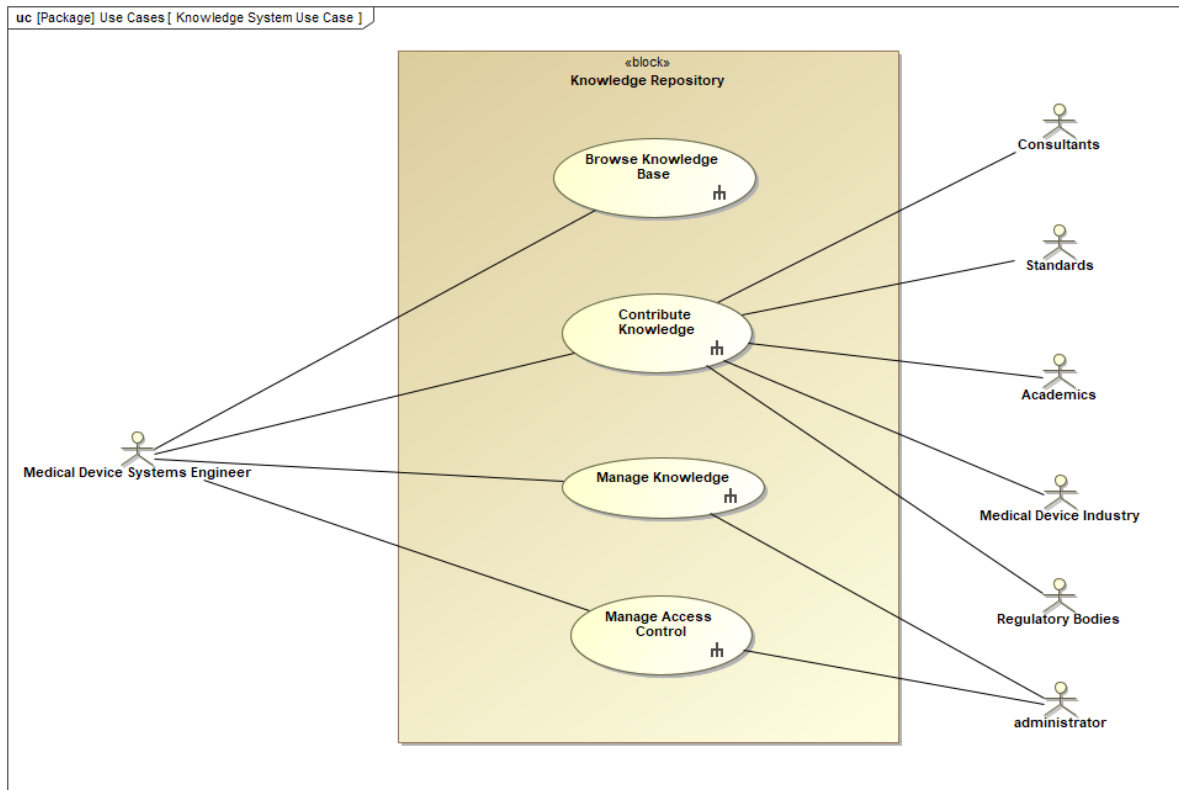 uc [Package] Use Cases [ Knowledge System Use Case ]
«block»
Knowledge Repository
Browse Knowledge
Base
Contribute
Knowledge
Manage Knowledge
Manage Access
Control
Medical Device Systems Engineer
Consultants
Standards
Academics
Medical Device Industry
Regulatory Bodies
administrator